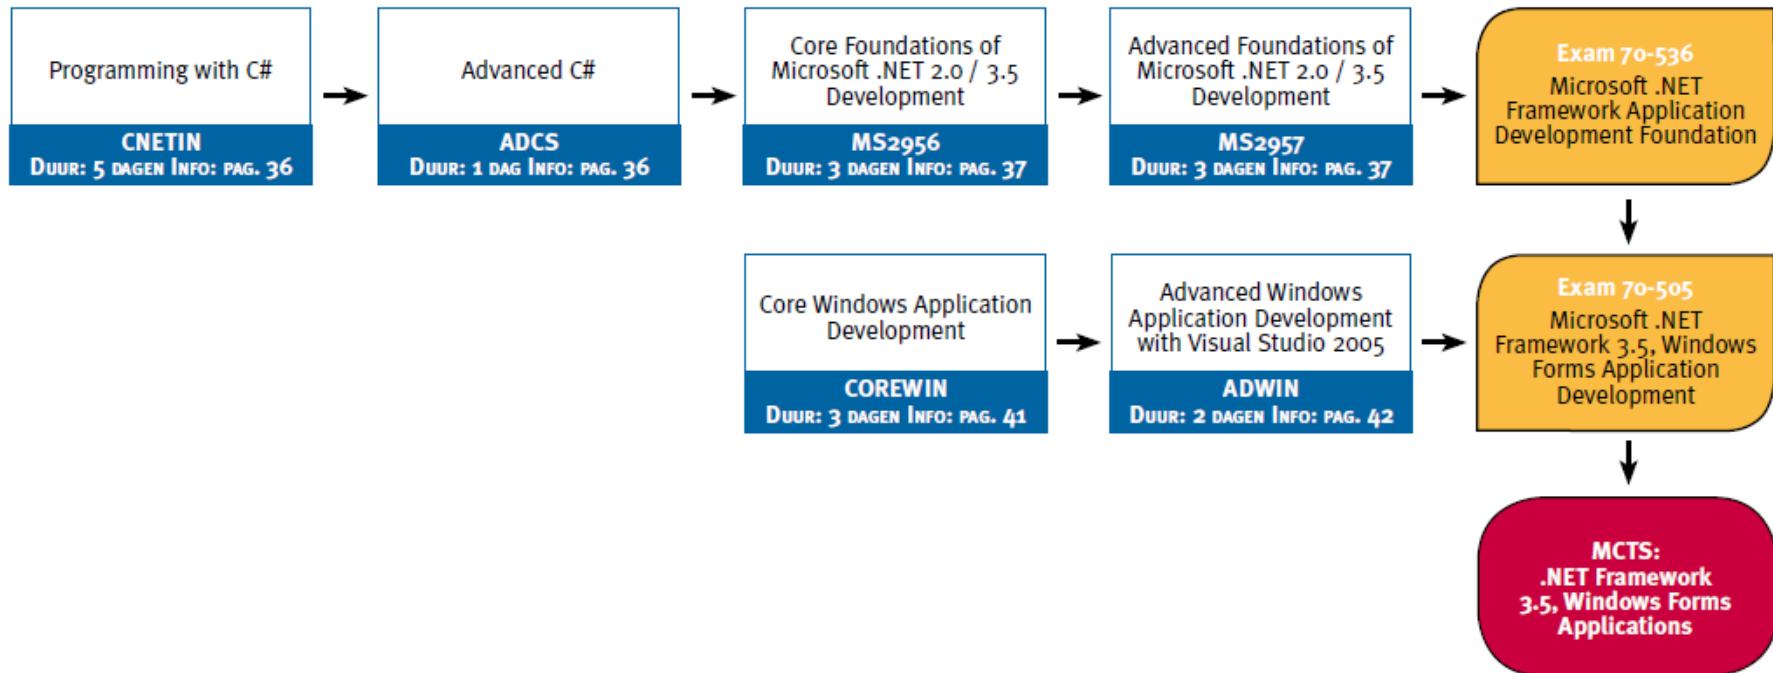 Programming with C#
CNETIN
Duur: 5 dagen Info: pag. 36
Advanced C#
ADCS
Duur: 1 dag Info: pag. 36
Core Foundations of
Microsoft .NET 2.0 / 3.5
Development
MS2956
Duur: 3 dagen Info: pag. 37
Advanced Foundations of
Microsoft .NET 2.0 / 3.5
Development
MS2957
Duur: 3 dagen Info: pag. 37
Exam 70-536
Microsoft .NET
Framework Application
Development Foundation
Core Windows Application
Development
COREWIN
Duur: 3 dagen Info: pag. 41
Advanced Windows
Application Development
with Visual Studio 2005
ADWIN
Duur: 2 dagen Info: pag. 42
Exam 70-505
Microsoft .NET
Framework 3.5, Windows
Forms Application
Development
MCTS:
.NET Framework
3.5, Windows Forms
Applications